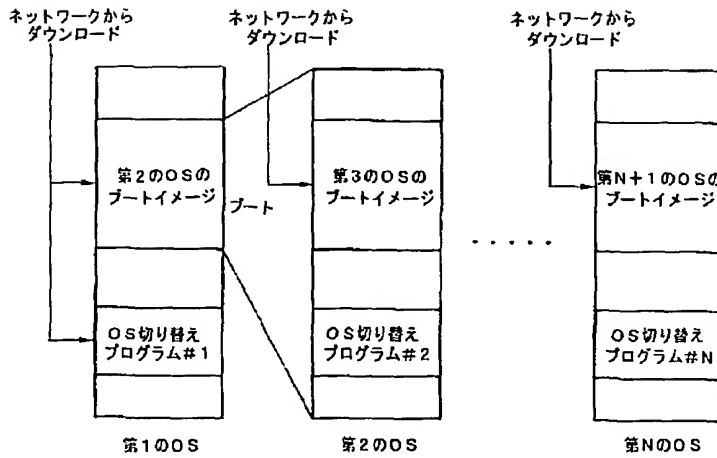 ネットワークから
ダウンロード
ネットワークから
ダウンロード
ネットワークから
ダウンロード
第2のOSの
ブートイメージ
ブート
第3のOSの
ブートイメージ
第N+1のOSの
ブートイメージ
・・・・・
OS切り替え
プログラム#1
OS切り替え
プログラム#2
OS切り替え
プログラム#N
第1のOS
第2のOS
第NのOS